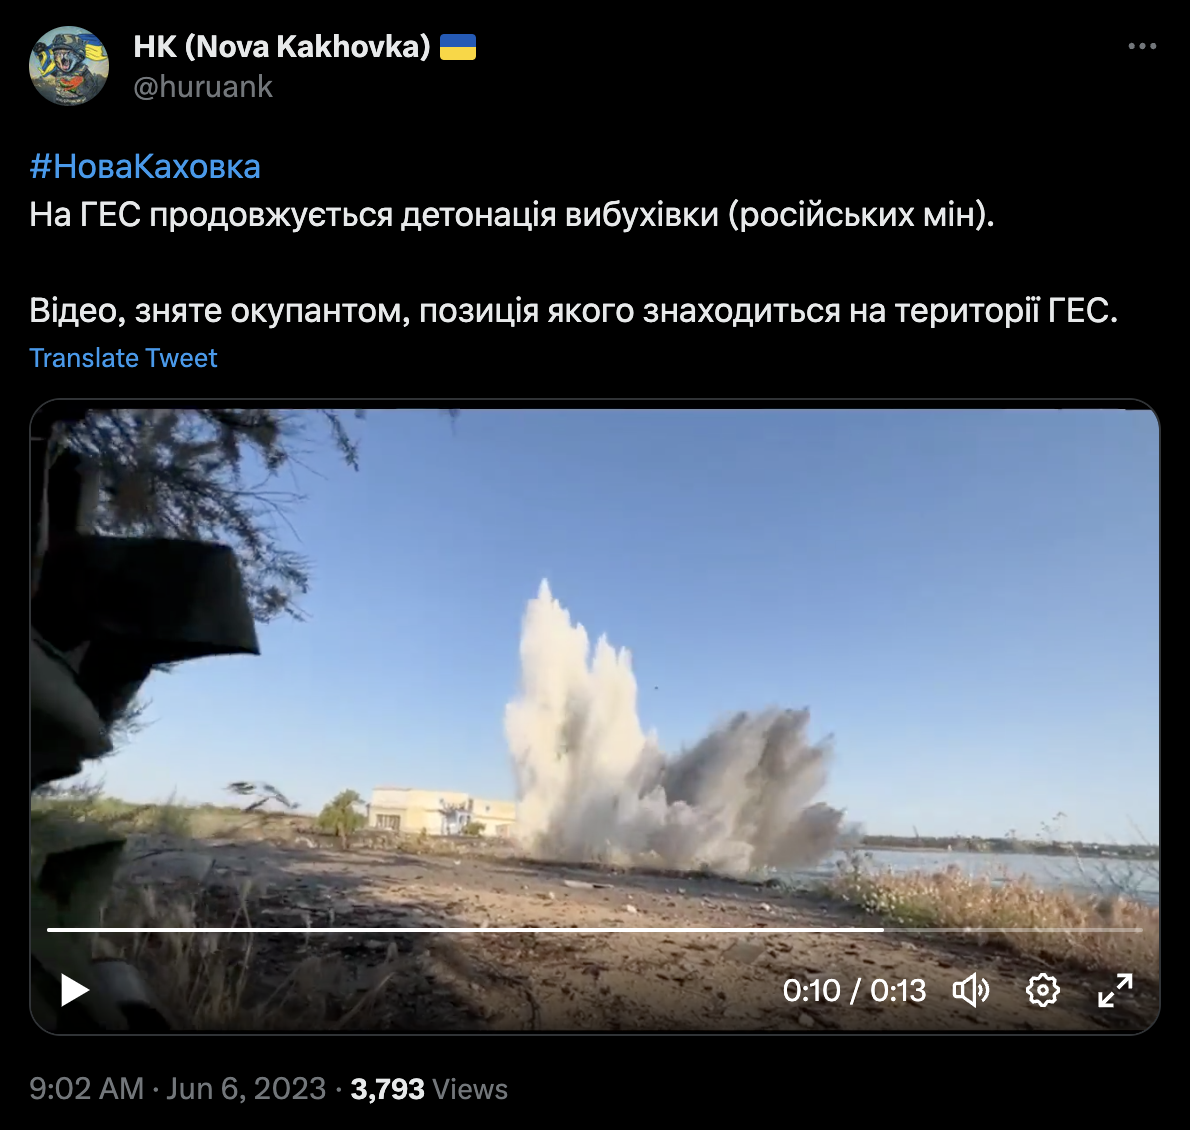 НК (Nova Kakhovka) 🇺🇦
@huruank
#НоваКаховка
На ГЕС продовжується детонація вибухівки (російських мін).
Відео, зняте окупантом, позиція якого знаходиться на території ГЕС.
Translate Tweet
0:10 / 0:13
9:02 AM · Jun 6, 2023 · 3,793 Views